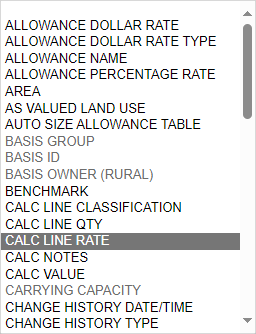 ALLOWANCE DOLLAR RATE
ALLOWANCE DOLLAR RATE TYPE
ALLOWANCE NAME
ALLOWANCE PERCENTAGE RATE
AREA
AS VALUED LAND USE
AUTO SIZE ALLOWANCE TABLE
BASIS GROUP
BASIS ID
BASIS OWNER (RURAL)
BENCHMARK
CALC LINE CLASSIFICATION
CALC LINE QTY
CALC LINE RATE
CALC NOTES
CALC VALUE
CARRYING CAPACITY
CHANGE HISTORY DATE/TIME
CHANGE HISTORY TYPE